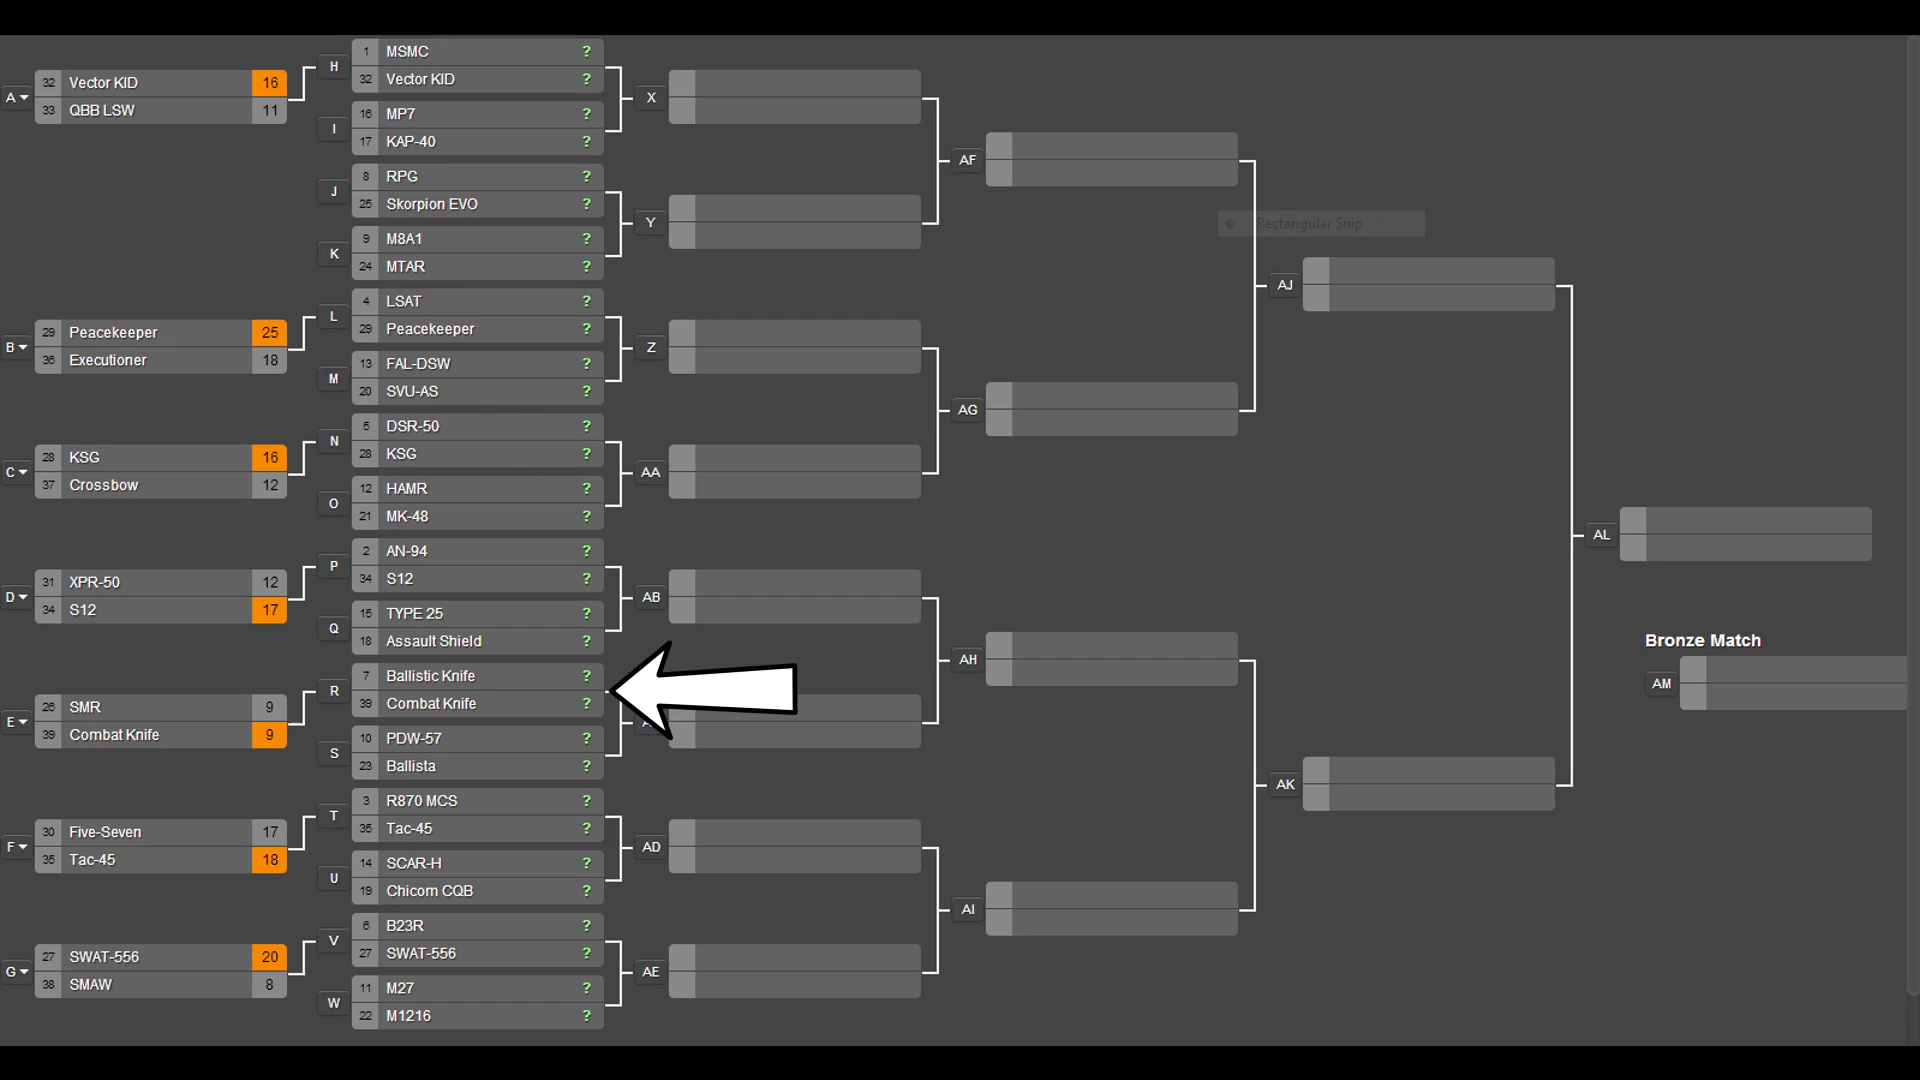 A
32 Vector KID 16
33 QBB LSW 11
B
29 Peacekeeper 25
36 Executioner 18
C
28 KSG 16
37 Crossbow 12
D
31 XPR-50 12
34 S12 17
E
26 SMR 9
39 Combat Knife 9
F
30 Five-Seven 17
35 Tac-45 18
G
27 SWAT-556 20
38 SMAW 8
H
1 MSMC ?
32 Vector KID ?
I
16 MP7 ?
17 KAP-40 ?
J
8 RPG ?
25 Skorpion EVO ?
K
9 M8A1 ?
24 MTAR ?
L
4 LSAT ?
29 Peacekeeper ?
M
13 FAL-DSW ?
20 SVU-AS ?
N
5 DSR-50 ?
28 KSG ?
O
12 HAMR ?
21 MK-48 ?
P
2 AN-94 ?
34 S12 ?
Q
15 TYPE 25 ?
18 Assault Shield ?
R
7 Ballistic Knife ?
39 Combat Knife ?
S
10 PDW-57 ?
23 Ballista ?
T
3 R870 MCS ?
35 Tac-45 ?
U
14 SCAR-H ?
19 Chicom CQB ?
V
6 B23R ?
27 SWAT-556 ?
W
11 M27 ?
22 M1216 ?
X
Y
Z
AA
AB
AD
AE
AF
AG
AH
AI
Rectangular Snip
AJ
AK
AL
Bronze Match
AM